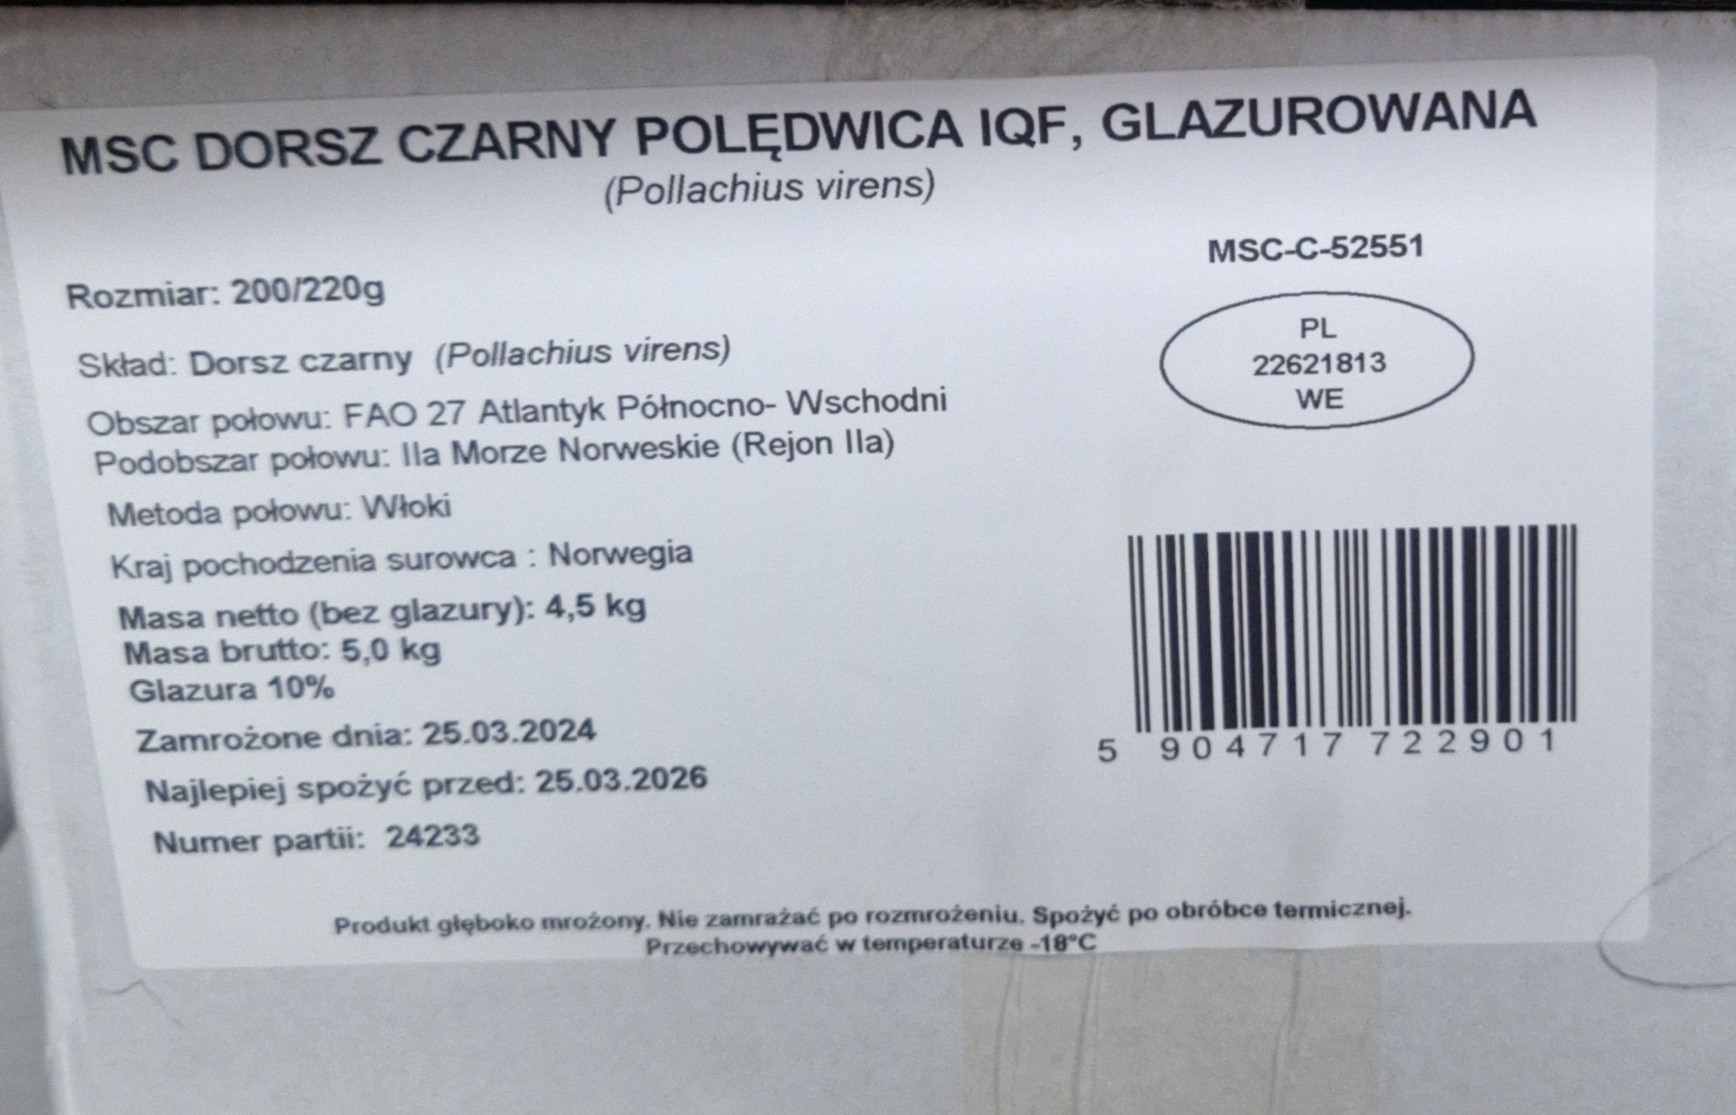 MSC DORSZ CZARNY POLĘDWICA IQF, GLAZUROWANA
(Pollachius virens)
MSC-C-52551
Rozmiar: 200/220g
PL
22621813
WE
Skład: Dorsz czarny (Pollachius virens)
Obszar połowu: FAO 27 Atlantyk Północno- Wschodni
Podobszar połowu: IIa Morze Norweskie (Rejon IIa)
Metoda połowu: Włoki
Kraj pochodzenia surowca : Norwegia
Masa netto (bez glazury): 4,5 kg
Masa brutto: 5,0 kg
Glazura 10%
Zamrożone dnia: 25.03.2024
Najlepiej spożyć przed: 25.03.2026
Numer partii: 24233
5 904717 722901
Produkt głęboko mrożony. Nie zamrażać po rozmrożeniu. Spożyć po obróbce termicznej.
Przechowywać w temperaturze -18°C